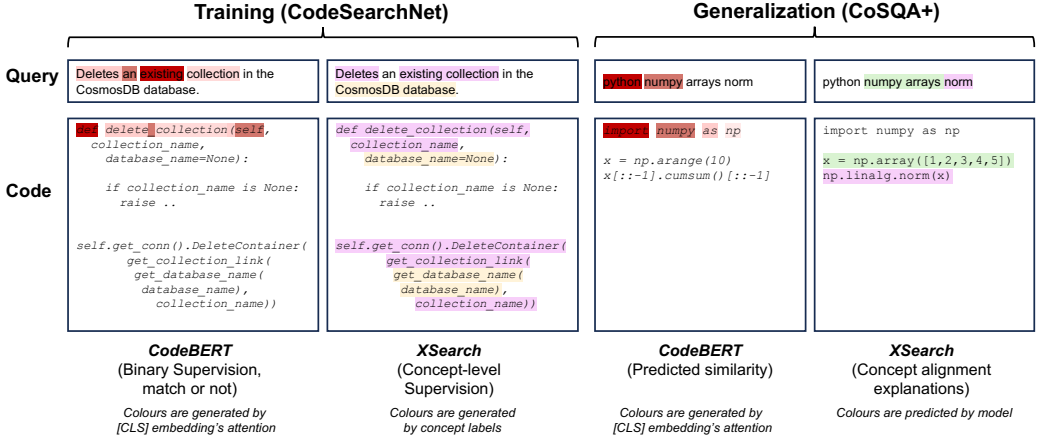 Training (CodeSearchNet)
Generalization (CoSQA+)
Query
Deletes an existing collection in the
CosmosDB database.
Deletes an existing collection in the
CosmosDB database.
python numpy arrays norm
python numpy arrays norm
Code
def delete_collection(self,
collection_name,
database_name=None):
if collection_name is None:
raise ..
self.get_conn().DeleteContainer(
get_collection_link(
get_database_name(
database_name),
collection_name))
def delete_collection(self,
collection_name,
database_name=None):
if collection_name is None:
raise ..
self.get_conn().DeleteContainer(
get_collection_link(
get_database_name(
database_name),
collection_name))
import numpy as np
x = np.arange(10)
x[::-1].cumsum()[::-1]
import numpy as np
x = np.array([1,2,3,4,5])
np.linalg.norm(x)
CodeBERT
(Binary Supervision,
match or not)
Colours are generated by
[CLS] embedding's attention
XSearch
(Concept-level
Supervision)
Colours are generated
by concept labels
CodeBERT
(Predicted similarity)
Colours are generated by
[CLS] embedding's attention
XSearch
(Concept alignment
explanations)
Colours are predicted by model